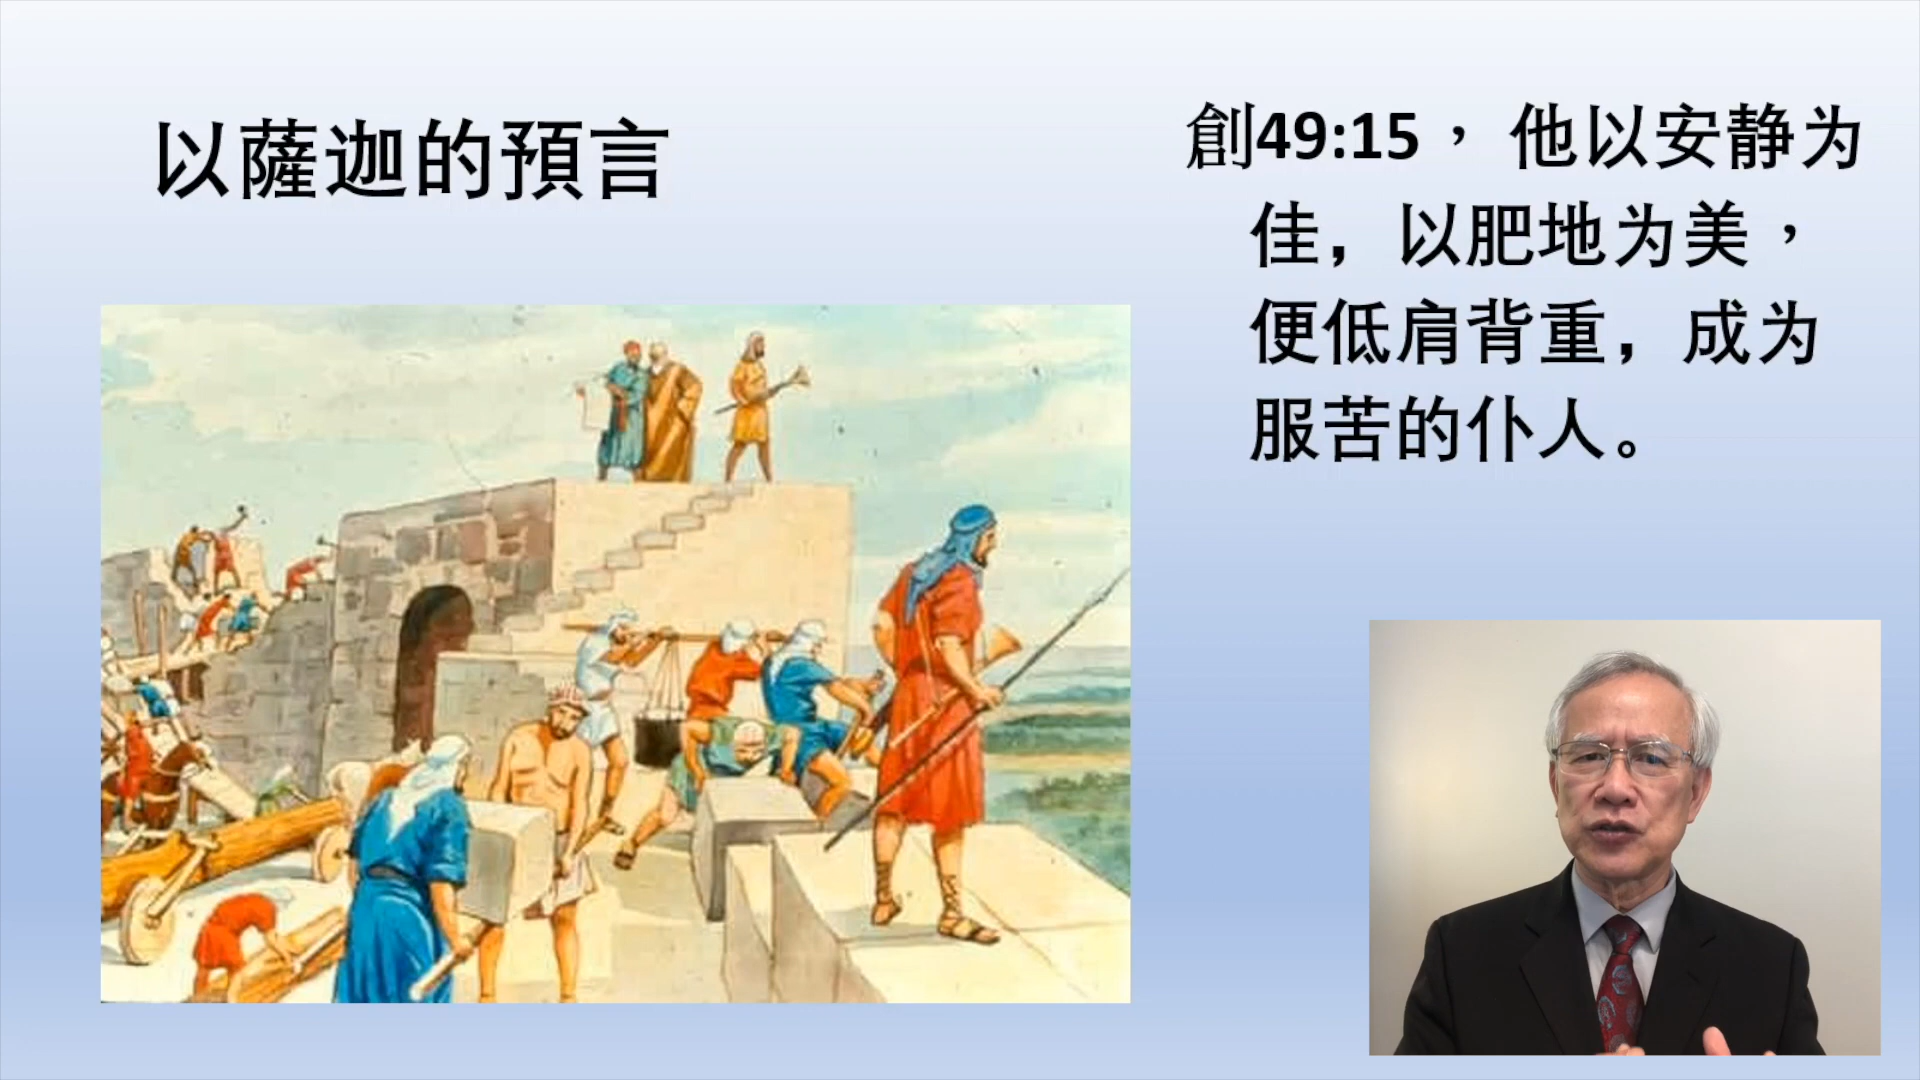 以薩迦的預言
創49:15， 他以安静为
佳，以肥地为美，
便低肩背重，成为
服苦的仆人。